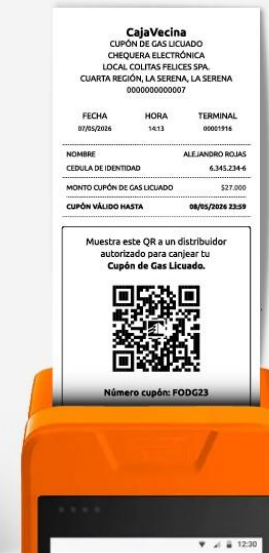 CajaVecina
CUPÓN DE GAS LICUADO
CHEQUERA ELECTRÓNICA
LOCAL COLITAS FELICES SPA.
CUARTA REGIÓN, LA SERENA, LA SERENA
0000000000007
FECHA HORA TERMINAL
07/05/2026 14:13 00001916
NOMBRE ALEJANDRO ROJAS
CEDULA DE IDENTIDAD 6.345.234-6
MONTO CUPÓN DE GAS LICUADO $27.000
CUPÓN VÁLIDO HASTA 08/05/2026 23:59
Muestra este QR a un distribuidor
autorizado para canjear tu
Cupón de Gas Licuado.
Número cupón: FODG23
12:30